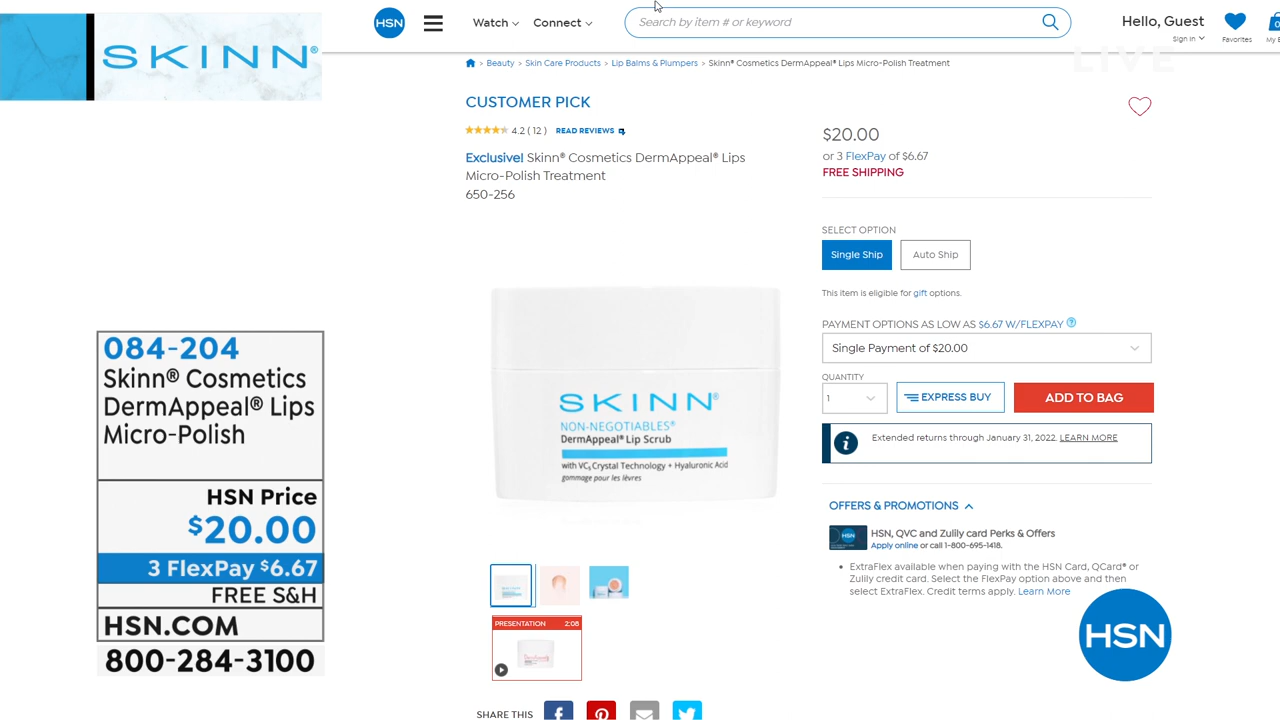 SKINN®
HSN
Watch
Connect
Search by item # or keyword
Hello, Guest
Sign In
Favorites
0
LIVE
> Beauty > Skin Care Products > Lip Balms & Plumpers > Skinn® Cosmetics DermAppeal® Lips Micro-Polish Treatment
CUSTOMER PICK
4.2 ( 12 ) READ REVIEWS
Exclusive! Skinn® Cosmetics DermAppeal® Lips
Micro-Polish Treatment
650-256
$20.00
or 3 FlexPay of $6.67
FREE SHIPPING
SELECT OPTION
Single Ship
Auto Ship
This item is eligible for gift options.
PAYMENT OPTIONS AS LOW AS $6.67 W/FLEXPAY ?
Single Payment of $20.00
QUANTITY
1
EXPRESS BUY
ADD TO BAG
i
Extended returns through January 31, 2022. LEARN MORE
OFFERS & PROMOTIONS
HSN, QVC and Zulily card Perks & Offers
Apply online or call 1-800-695-1418.
• ExtraFlex available when paying with the HSN Card, QCard® or
Zulily credit card. Select the FlexPay option above and then
select ExtraFlex. Credit terms apply. Learn More
HSN
SKINN®
NON-NEGOTIABLES®
DermAppeal® Lip Scrub
with VC5 Crystal Technology + Hyaluronic Acid
gommage pour les lèvres
PRESENTATION 2:08
SHARE THIS
084-204
Skinn® Cosmetics
DermAppeal® Lips
Micro-Polish
HSN Price
$20.00
3 FlexPay $6.67
FREE S&H
HSN.COM
800-284-3100